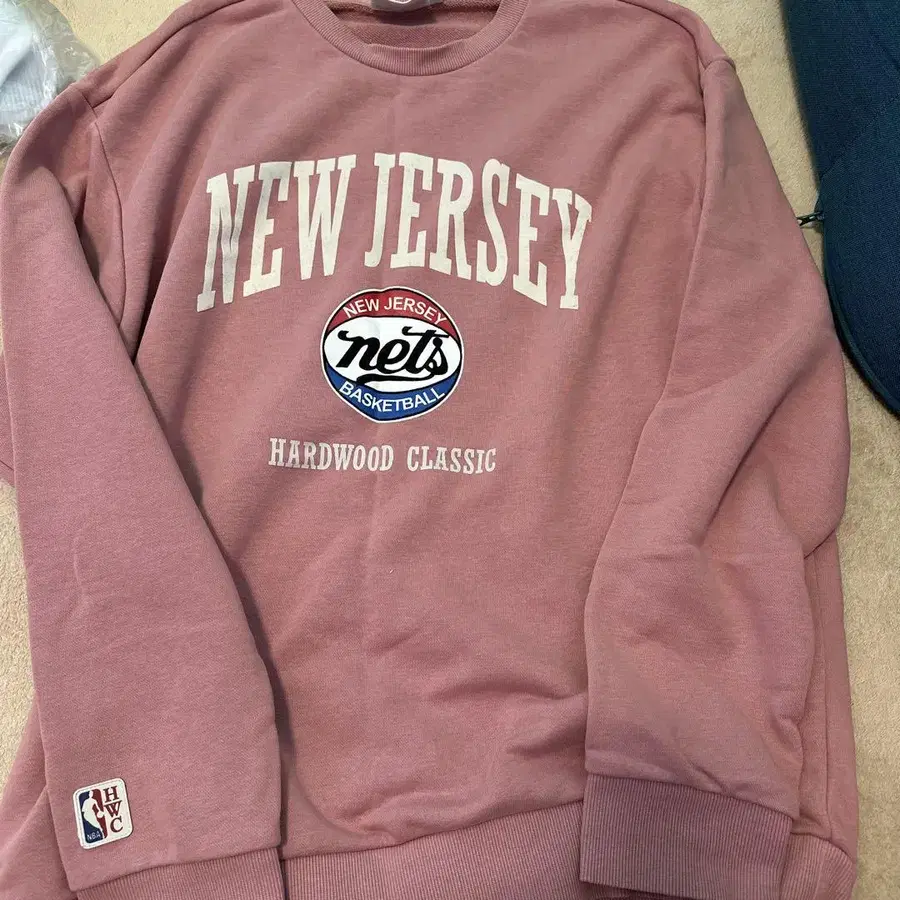 NEW JERSEY
NEW JERSEY
nets
BASKETBALL
HARDWOOD CLASSIC
HWC
NBA